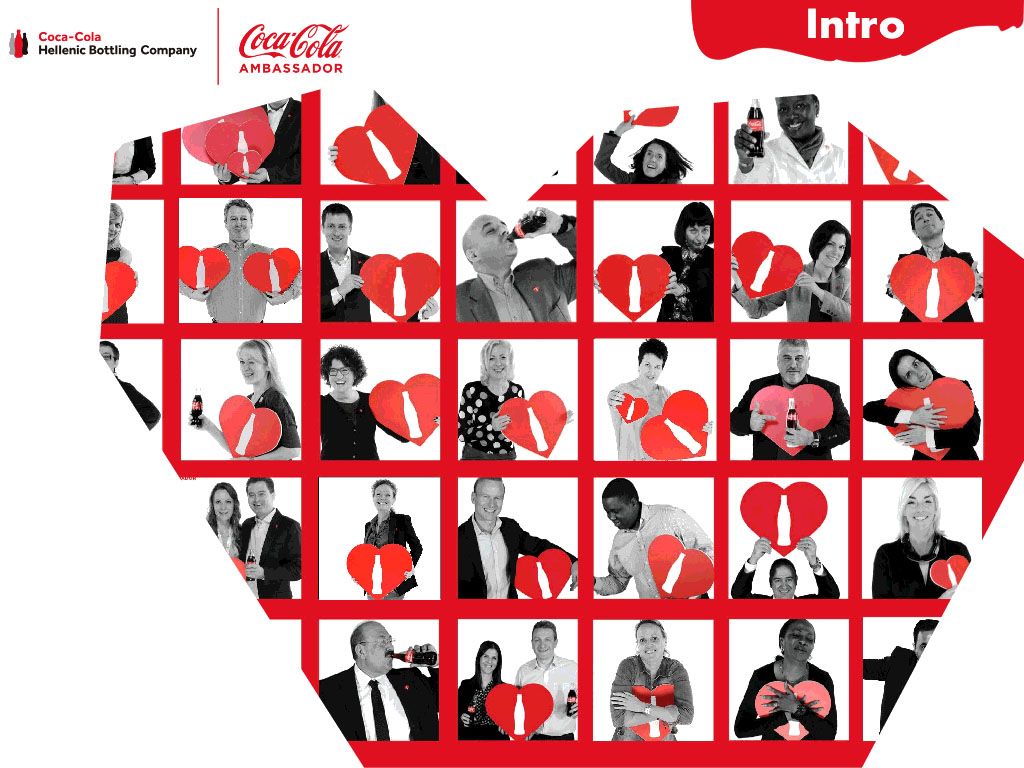 Coca-Cola
Hellenic Bottling Company
Coca-Cola
AMBASSADOR
Intro